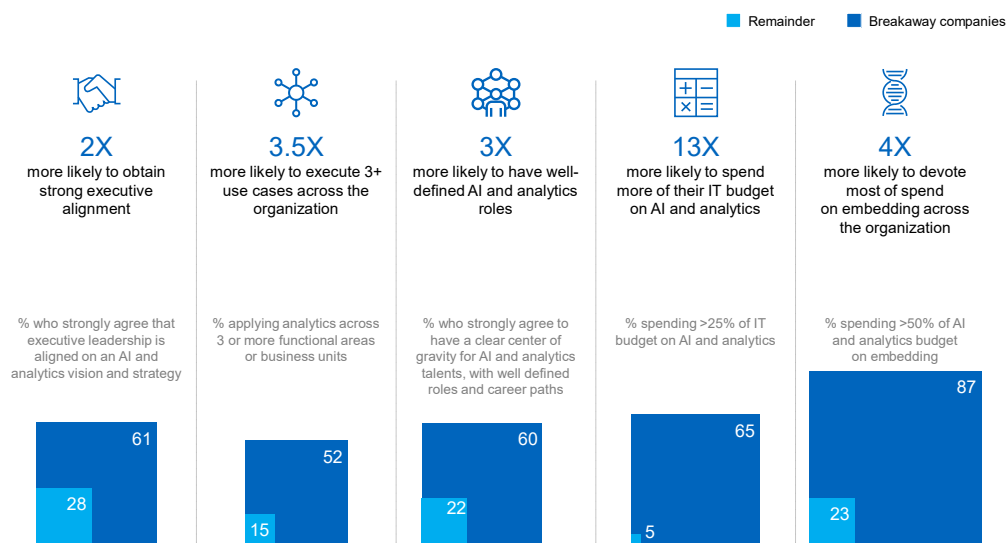 Remainder
Breakaway companies
2X
more likely to obtain
strong executive
alignment
3.5X
more likely to execute 3+
use cases across the
organization
3X
more likely to have well-
defined AI and analytics
roles
13X
more likely to spend
more of their IT budget
on AI and analytics
4X
more likely to devote
most of spend
on embedding across
the organization
% who strongly agree that
executive leadership is
aligned on an AI and
analytics vision and strategy
% applying analytics across
3 or more functional areas
or business units
% who strongly agree to
have a clear center of
gravity for AI and analytics
talents, with well defined
roles and career paths
% spending >25% of IT
budget on AI and analytics
% spending >50% of AI
and analytics budget
on embedding
61
28
52
15
60
22
65
5
87
23